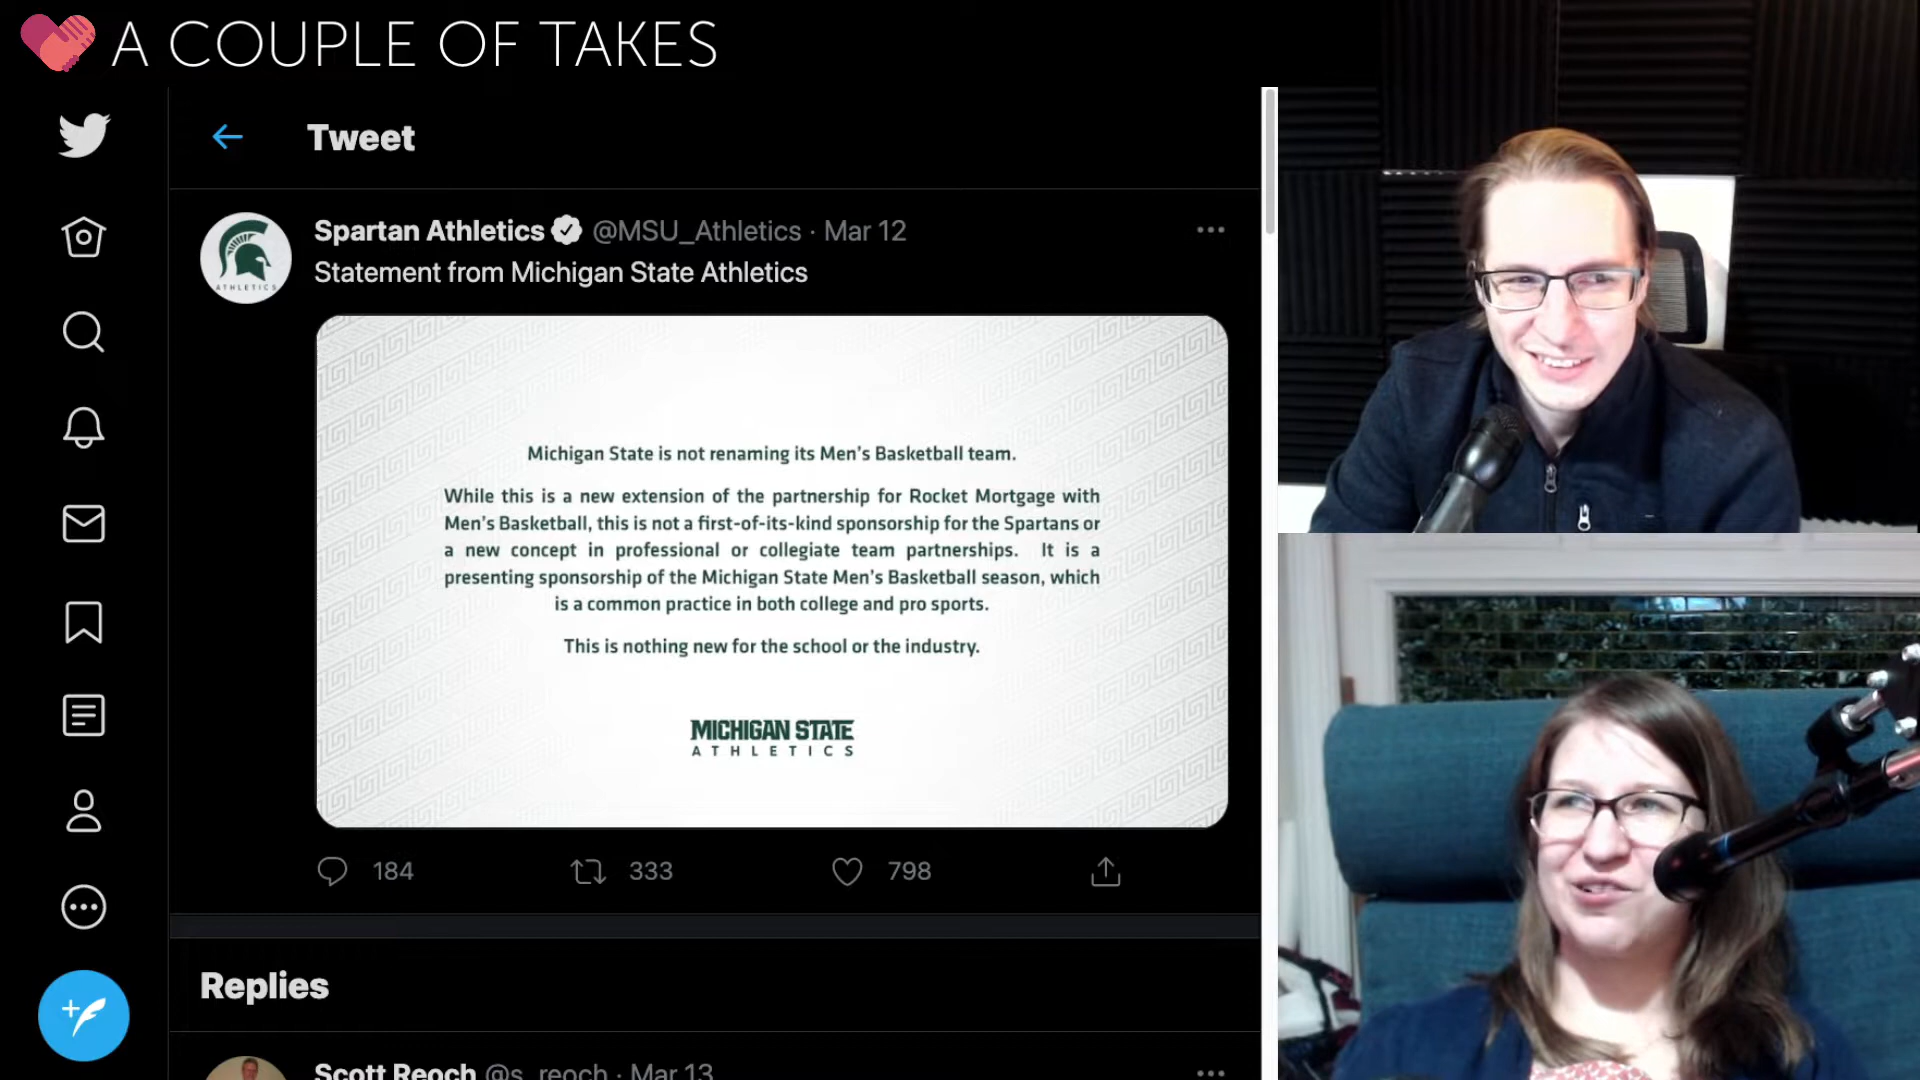 A COUPLE OF TAKES
Tweet
Spartan Athletics @MSU_Athletics · Mar 12
Statement from Michigan State Athletics
ATHLETICS
Michigan State is not renaming its Men's Basketball team.
While this is a new extension of the partnership for Rocket Mortgage with
Men's Basketball, this is not a first-of-its-kind sponsorship for the Spartans or
a new concept in professional or collegiate team partnerships. It is a
presenting sponsorship of the Michigan State Men's Basketball season, which
is a common practice in both college and pro sports.
This is nothing new for the school or the industry.
MICHIGAN STATE
ATHLETICS
184 333 798
Replies
Scott Reoch @s_reoch · Mar 13